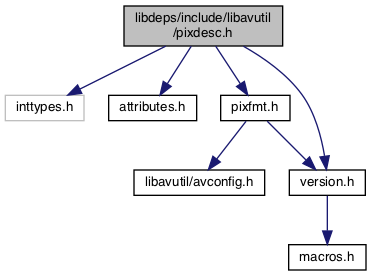 libdeps/include/libavutil
/pixdesc.h
inttypes.h
attributes.h
pixfmt.h
libavutil/avconfig.h
version.h
macros.h